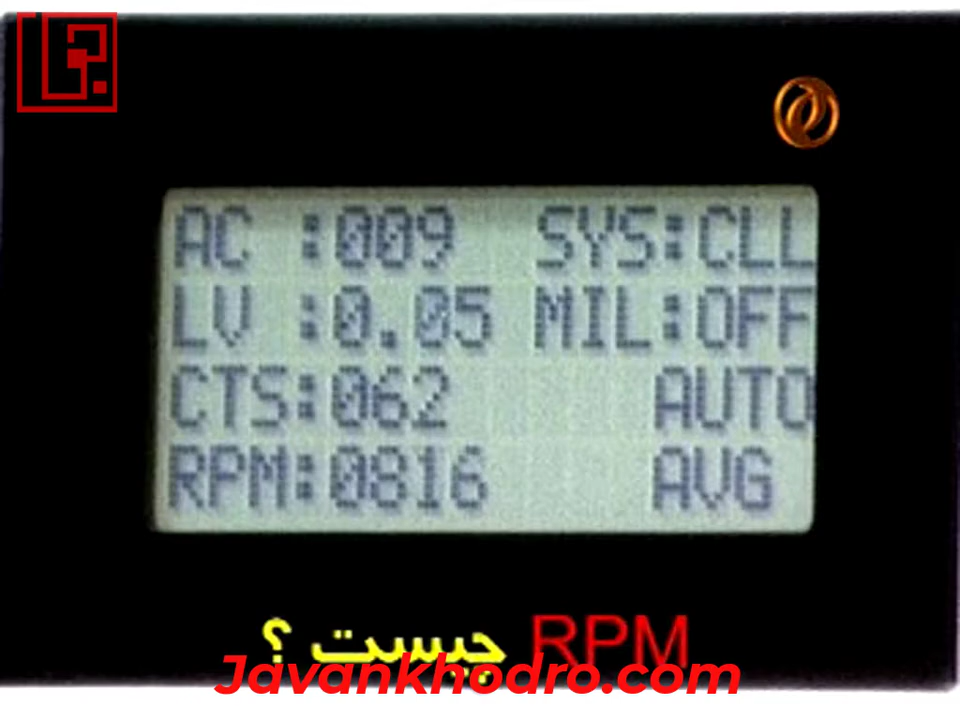 AC :009 SYS:CLL
LV :0.05 MIL:OFF
CTS:062 AUTO
RPM:0816 AVG
RPM چیست ؟
Javankhodro.com